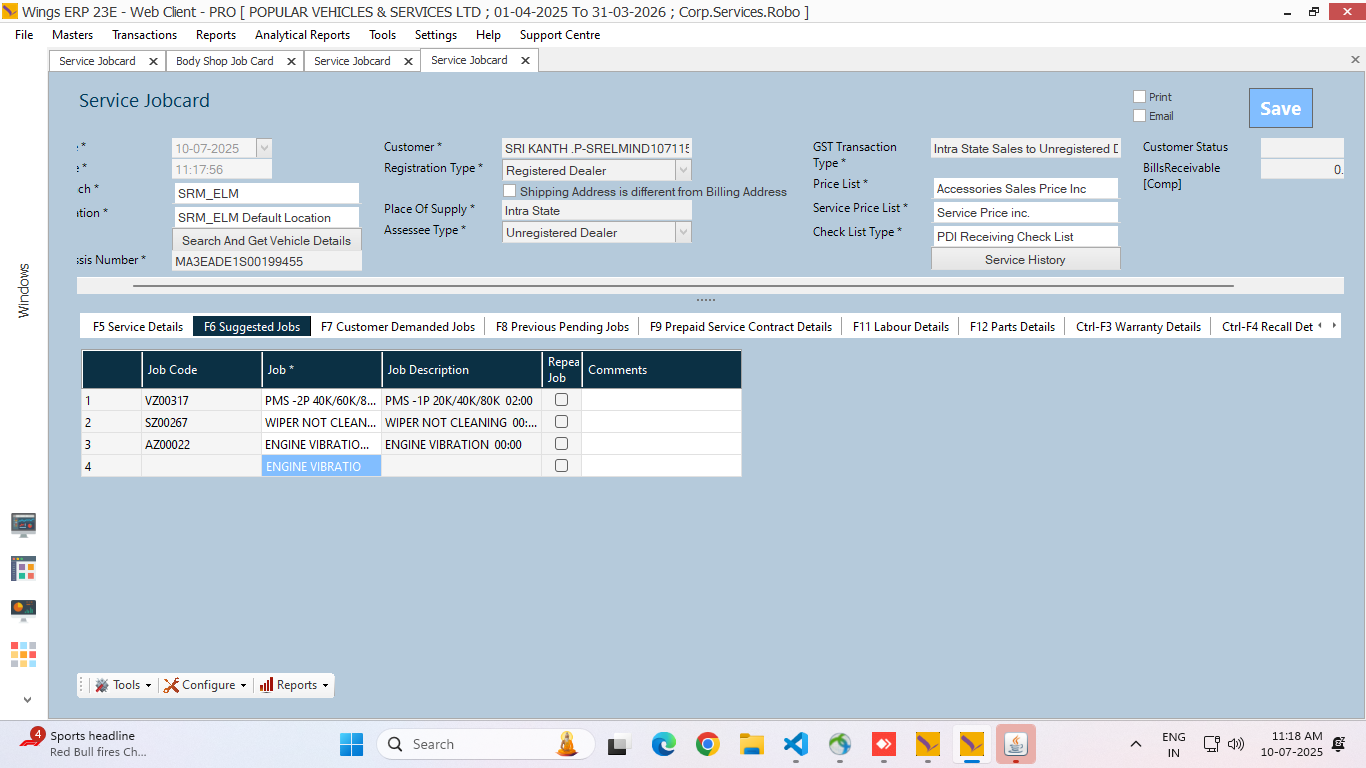 Wings ERP 23E - Web Client - PRO [ POPULAR VEHICLES & SERVICES LTD ; 01-04-2025 To 31-03-2026 ; Corp.Services.Robo ]
File Masters Transactions Reports Analytical Reports Tools Settings Help Support Centre
Service Jobcard Body Shop Job Card Service Jobcard Service Jobcard
Service Jobcard
Print
Email
Save
10-07-2025
11:17:56
ch *
SRM_ELM
ation *
SRM_ELM Default Location
Search And Get Vehicle Details
ssis Number *
MA3EADE1S00199455
Customer *
SRI KANTH .P-SRELMIND107115
Registration Type *
Registered Dealer
Shipping Address is different from Billing Address
Place Of Supply *
Intra State
Assessee Type *
Unregistered Dealer
GST Transaction
Type *
Intra State Sales to Unregistered D
Price List *
Accessories Sales Price Inc
Service Price List *
Service Price inc.
Check List Type *
PDI Receiving Check List
Service History
Customer Status
BillsReceivable
[Comp]
0.
Windows
F5 Service Details F6 Suggested Jobs F7 Customer Demanded Jobs F8 Previous Pending Jobs F9 Prepaid Service Contract Details F11 Labour Details F12 Parts Details Ctrl-F3 Warranty Details Ctrl-F4 Recall Det
Job Code Job * Job Description Repea Job Comments
1 VZ00317 PMS -2P 40K/60K/8... PMS -1P 20K/40K/80K 02:00
2 SZ00267 WIPER NOT CLEAN... WIPER NOT CLEANING 00:...
3 AZ00022 ENGINE VIBRATIO... ENGINE VIBRATION 00:00
4 ENGINE VIBRATIO
Tools Configure Reports
4
Sports headline
Red Bull fires Ch...
Search
ENG
IN
11:18 AM
10-07-2025